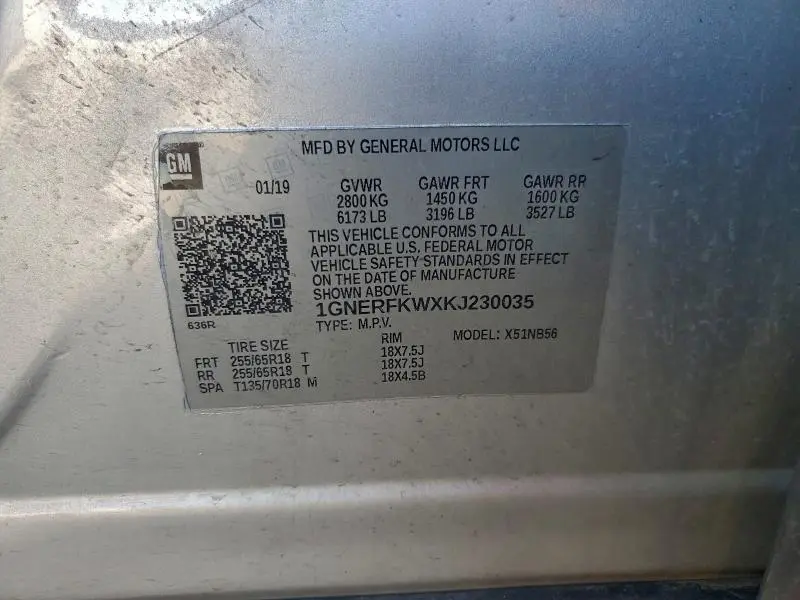 MFD BY GENERAL MOTORS LLC
GM
01/19 GVWR GAWR FRT GAWR RR
2800 KG 1450 KG 1600 KG
6173 LB 3196 LB 3527 LB
THIS VEHICLE CONFORMS TO ALL
APPLICABLE U.S. FEDERAL MOTOR
VEHICLE SAFETY STANDARDS IN EFFECT
ON THE DATE OF MANUFACTURE
SHOWN ABOVE.
1GNERFKWXKJ230035
636R TYPE: M.P.V. MODEL: X51NB56
TIRE SIZE RIM
FRT 255/65R18 T 18X7.5J
RR 255/65R18 T 18X7.5J
SPA T135/70R18 M 18X4.5B